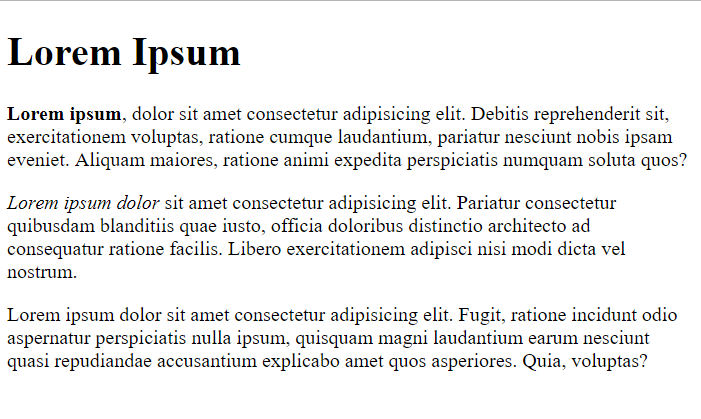 Lorem Ipsum
Lorem ipsum, dolor sit amet consectetur adipisicing elit. Debitis reprehenderit sit,
exercitationem voluptas, ratione cumque laudantium, pariatur nesciunt nobis ipsam
eveniet. Aliquam maiores, ratione animi expedita perspiciatis numquam soluta quos?
Lorem ipsum dolor sit amet consectetur adipisicing elit. Pariatur consectetur
quibusdam blanditiis quae iusto, officia doloribus distinctio architecto ad
consequatur ratione facilis. Libero exercitationem adipisci nisi modi dicta vel
nostrum.
Lorem ipsum dolor sit amet consectetur adipisicing elit. Fugit, ratione incidunt odio
aspernatur perspiciatis nulla ipsum, quisquam magni laudantium earum nesciunt
quasi repudiandae accusantium explicabo amet quos asperiores. Quia, voluptas?